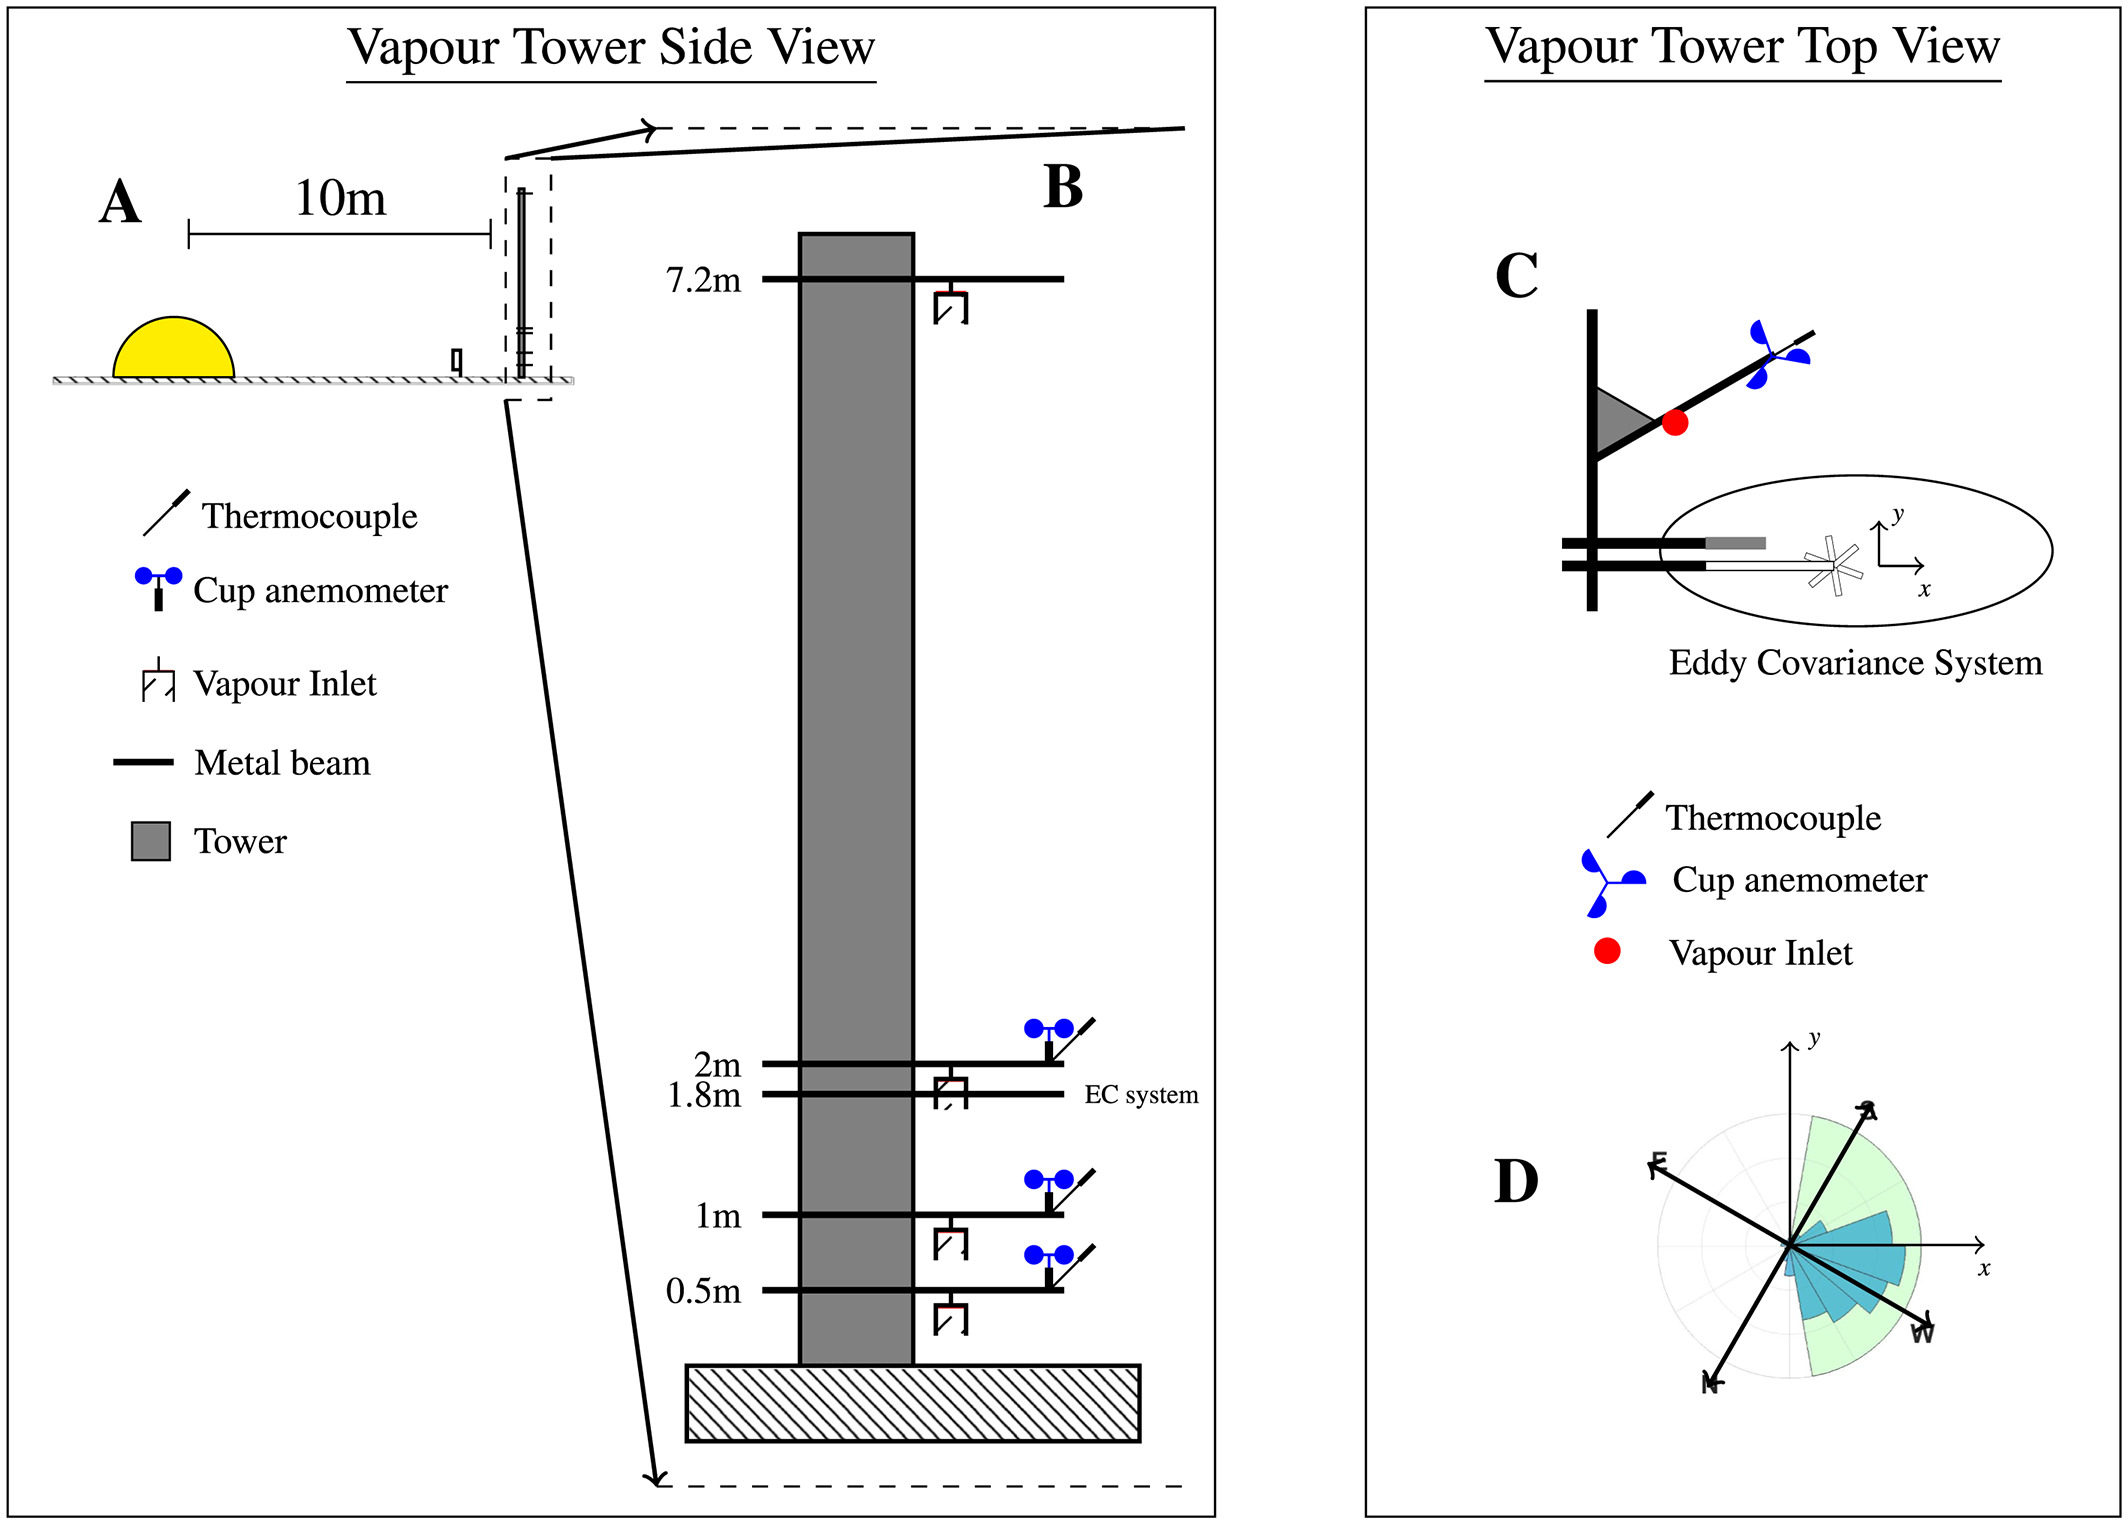 Vapour Tower Side View
A
10m
B
7.2m
Thermocouple
Cup anemometer
Vapour Inlet
Metal beam
Tower
2m
1.8m
EC system
1m
0.5m
Vapour Tower Top View
C
y
x
Eddy Covariance System
Thermocouple
Cup anemometer
Vapour Inlet
D
y
S
E
x
W
N